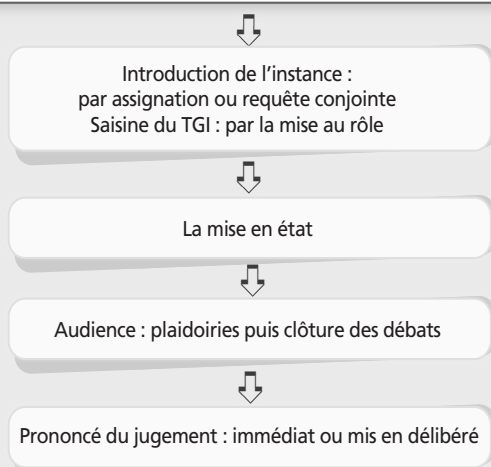 Introduction de l’instance :
par assignation ou requête conjointe
Saisine du TGI : par la mise au rôle
La mise en état
Audience : plaidoiries puis clôture des débats
Prononcé du jugement : immédiat ou mis en délibéré